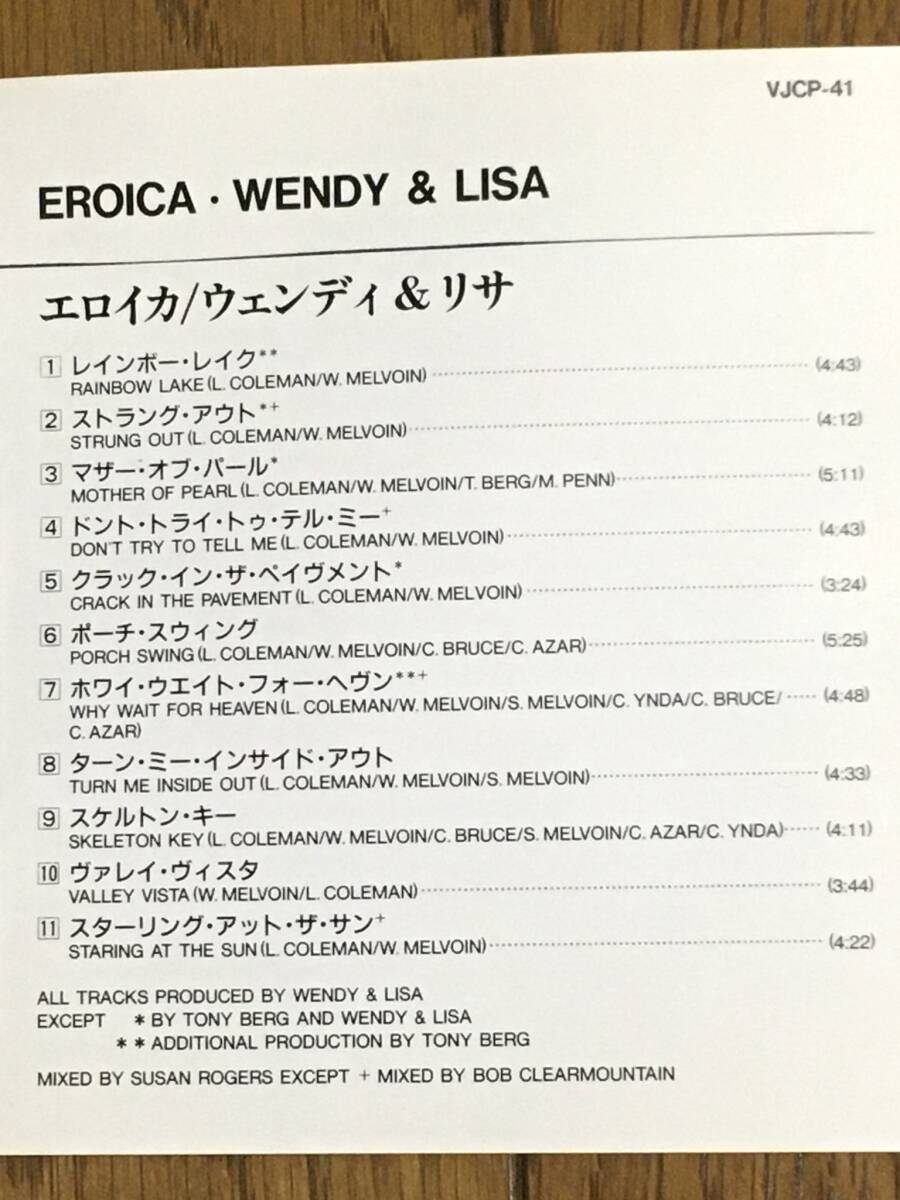 VJCP-41
EROICA・WENDY & LISA
エロイカ/ウェンディ&リサ
1 レインボー・レイク**
RAINBOW LAKE(L. COLEMAN/W. MELVOIN) (4:43)
2 ストラング・アウト*+
STRUNG OUT(L. COLEMAN/W. MELVOIN) (4:12)
3 マザー・オブ・パール*
MOTHER OF PEARL(L. COLEMAN/W. MELVOIN/T. BERG/M. PENN) (5:11)
4 ドント・トライ・トゥ・テル・ミー+
DON'T TRY TO TELL ME(L. COLEMAN/W. MELVOIN) (4:43)
5 クラック・イン・ザ・ペイヴメント*
CRACK IN THE PAVEMENT(L. COLEMAN/W. MELVOIN) (3:24)
6 ポーチ・スウィング
PORCH SWING(L. COLEMAN/W. MELVOIN/C. BRUCE/C. AZAR) (5:25)
7 ホワイ・ウエイト・フォー・ヘヴン**+
WHY WAIT FOR HEAVEN(L. COLEMAN/W. MELVOIN/S. MELVOIN/C. YNDA/C. BRUCE/ (4:48)
C. AZAR)
8 ターン・ミー・インサイド・アウト
TURN ME INSIDE OUT(L. COLEMAN/W. MELVOIN/S. MELVOIN) (4:33)
9 スケルトン・キー
SKELETON KEY(L. COLEMAN/W. MELVOIN/C. BRUCE/S. MELVOIN/C. AZAR/C. YNDA) (4:11)
10 ヴァレイ・ヴィスタ
VALLEY VISTA(W. MELVOIN/L. COLEMAN) (3:44)
11 スターリング・アット・ザ・サン+
STARING AT THE SUN(L. COLEMAN/W. MELVOIN) (4:22)
ALL TRACKS PRODUCED BY WENDY & LISA
EXCEPT * BY TONY BERG AND WENDY & LISA
** ADDITIONAL PRODUCTION BY TONY BERG
MIXED BY SUSAN ROGERS EXCEPT + MIXED BY BOB CLEARMOUNTAIN